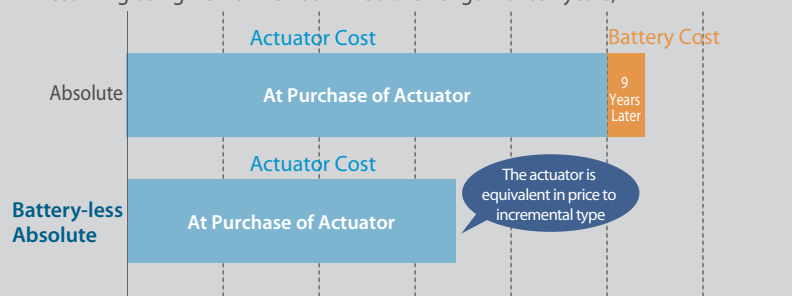 Actuator Cost
Battery Cost
Absolute
At Purchase of Actuator
9
Years
Later
Actuator Cost
Battery-less
Absolute
At Purchase of Actuator
The actuator is
equivalent in price to
incremental type